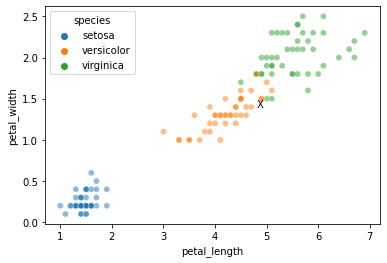 species
setosa
versicolor
virginica
petal_width
2.5
2.0
1.5
1.0
0.5
0.0
X
1
2
3
4
5
6
7
petal_length